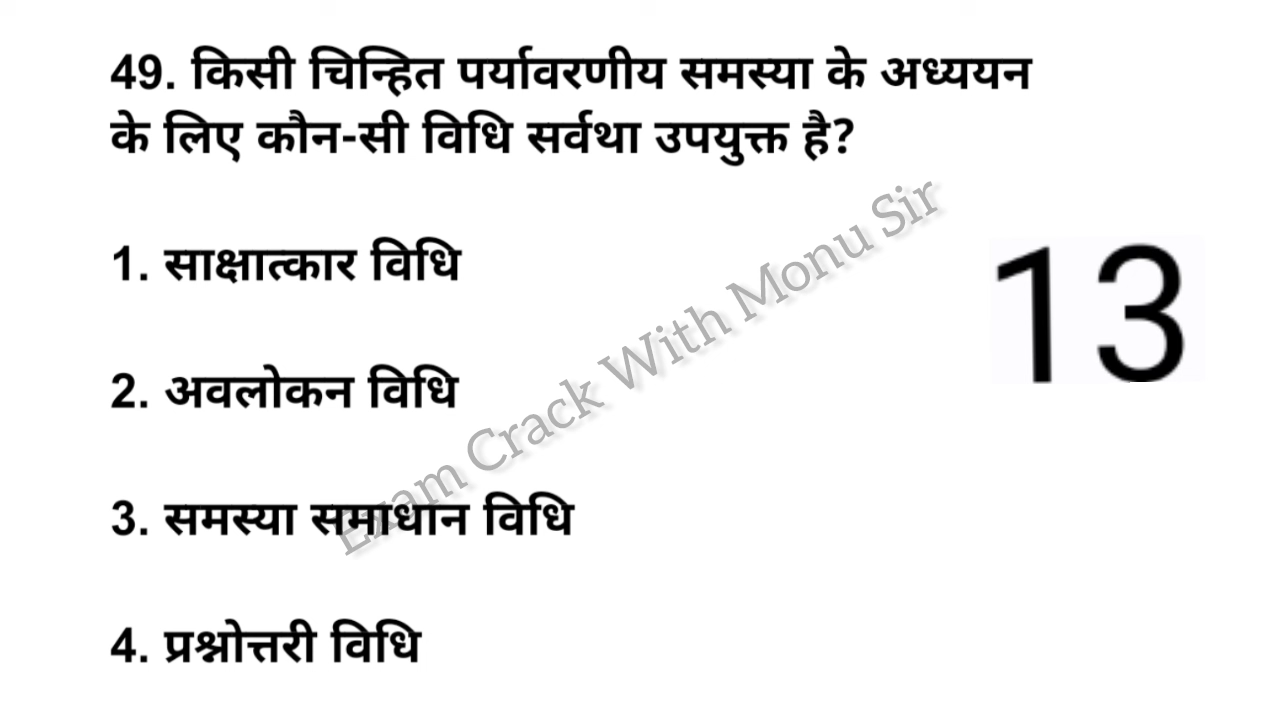 49. किसी चिन्हित पर्यावरणीय समस्या के अध्ययन
के लिए कौन-सी विधि सर्वथा उपयुक्त है?
1. साक्षात्कार विधि
2. अवलोकन विधि
3. समस्या समाधान विधि
4. प्रश्नोत्तरी विधि
13
Exam Crack With Monu Sir